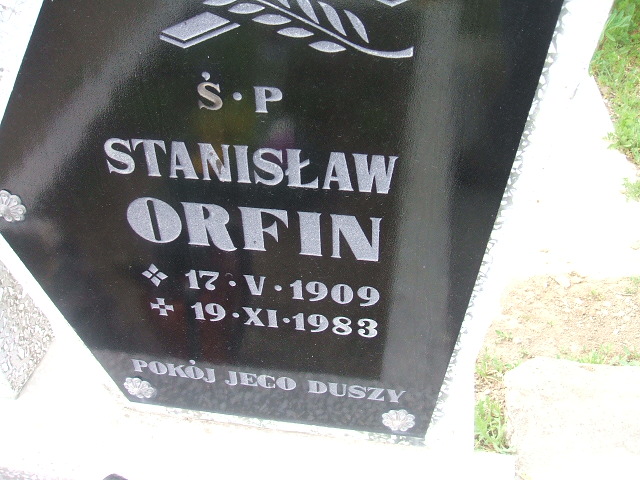 Ś·P
STANISŁAW
ORFIN
17·V·1909
19·XI·1983
POKÓJ JEGO DUSZY